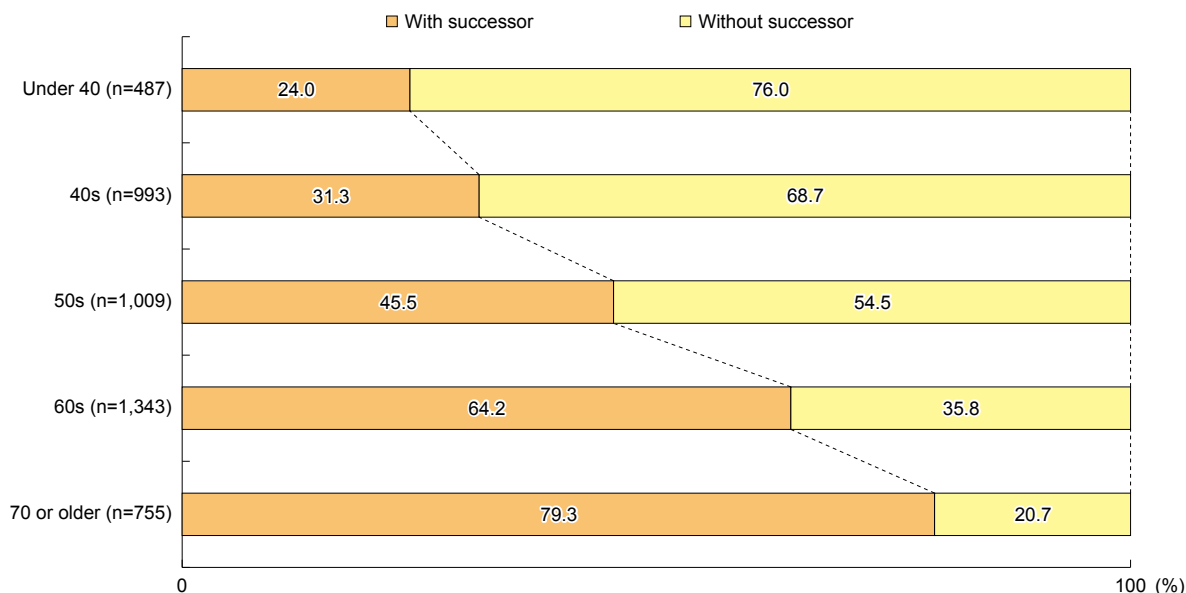 With successor Without successor
Under 40 (n=487) 24.0 76.0
40s (n=993) 31.3 68.7
50s (n=1,009) 45.5 54.5
60s (n=1,343) 64.2 35.8
70 or older (n=755) 79.3 20.7
0 100 (%)